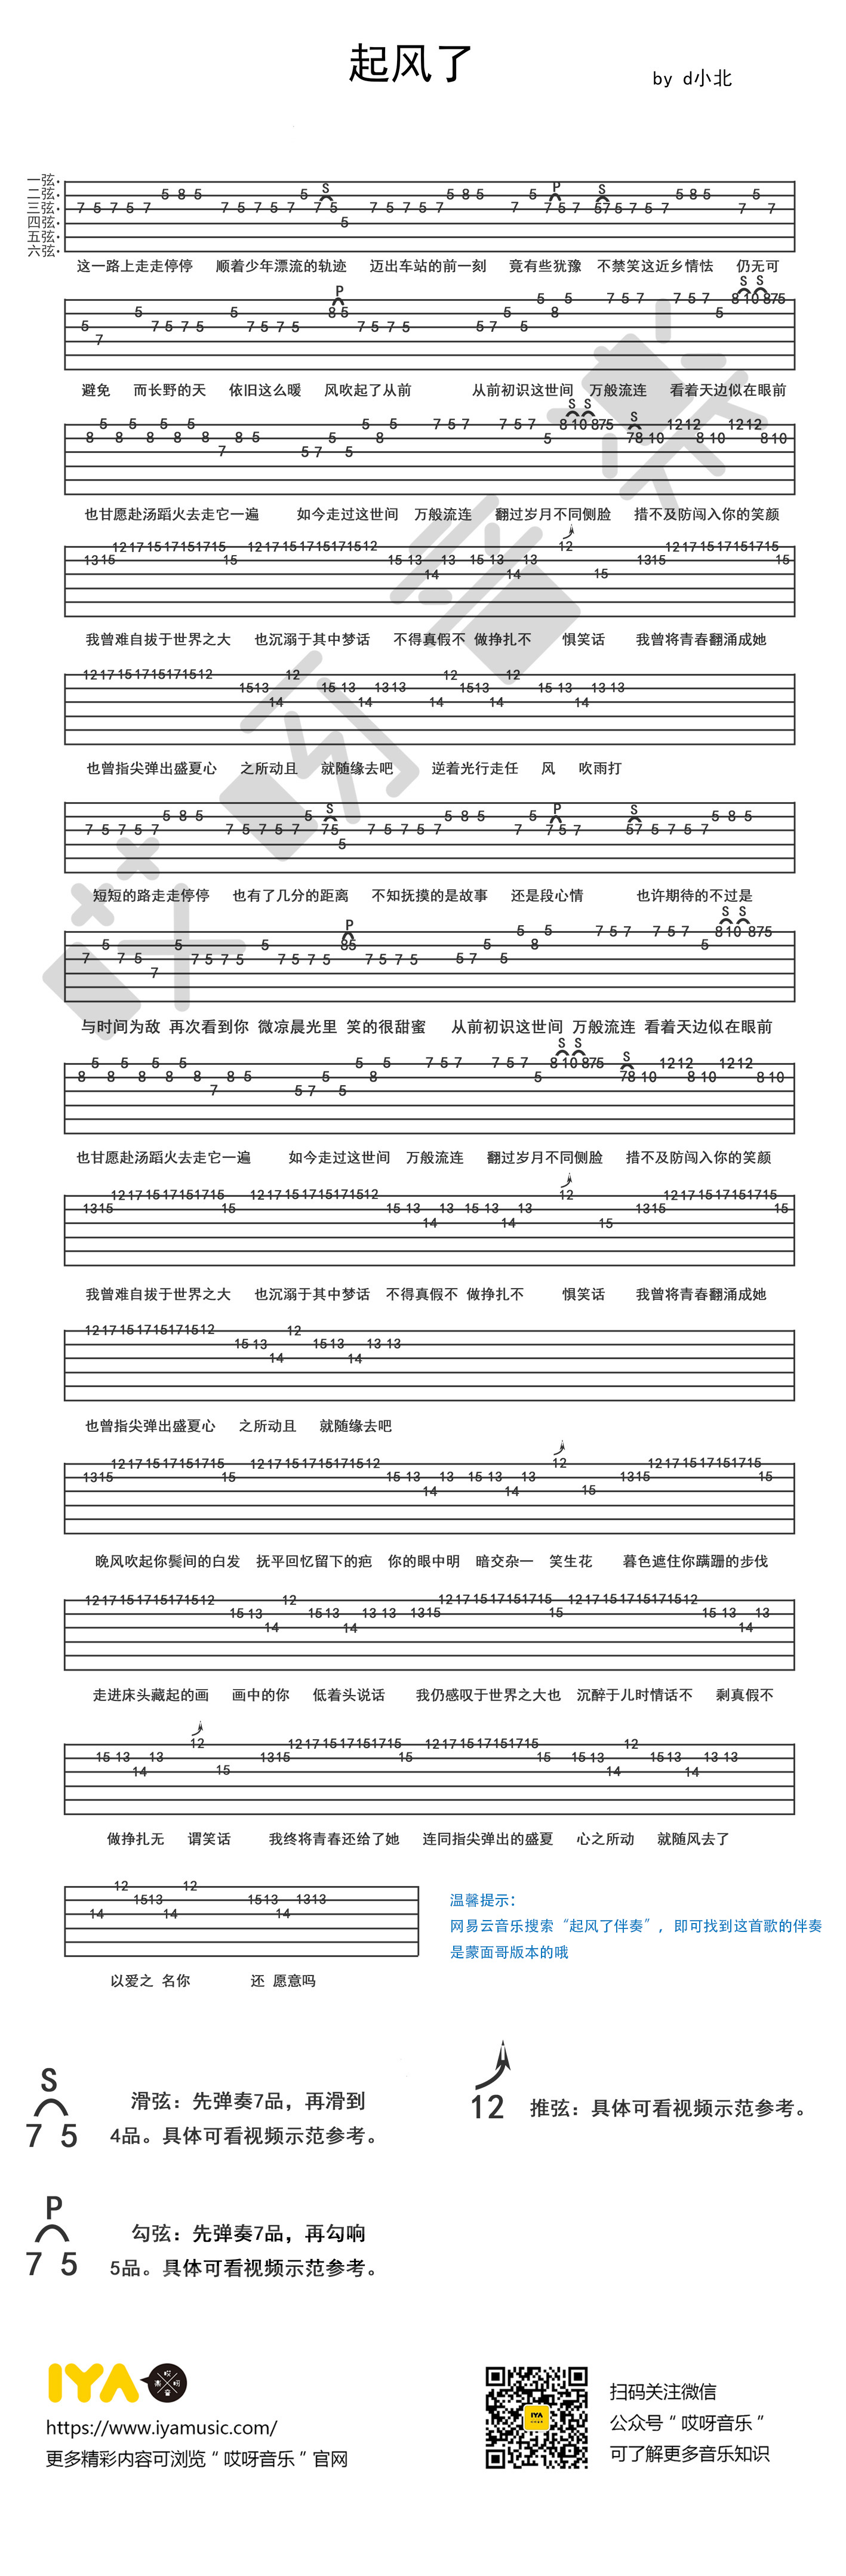 起风了
by d小北
一弦.
二弦.
三弦.
四弦.
五弦.
六弦.
这一路上走走停停 顺着少年漂流的轨迹 迈出车站的前一刻 竟有些犹豫 不禁笑这近乡情怯 仍无可
避免 而长野的天 依旧这么暖 风吹起了从前 从前初识这世间 万般流连 看着天边似在眼前
也甘愿赴汤蹈火去走它一遍 如今走过这世间 万般流连 翻过岁月不同侧脸 措不及防闯入你的笑颜
我曾难自拔于世界之大 也沉溺于其中梦话 不得真假不 做挣扎不 惧笑话 我曾将青春翻涌成她
也曾指尖弹出盛夏心 之所动且 就随缘去吧 逆着光行走任 风 吹雨打
短短的路走走停停 也有了几分的距离 不知抚摸的是故事 还是段心情 也许期待的不过是
与时间为敌 再次看到你 微凉晨光里 笑的很甜蜜 从前初识这世间 万般流连 看着天边似在眼前
也甘愿赴汤蹈火去走它一遍 如今走过这世间 万般流连 翻过岁月不同侧脸 措不及防闯入你的笑颜
我曾难自拔于世界之大 也沉溺于其中梦话 不得真假不 做挣扎不 惧笑话 我曾将青春翻涌成她
也曾指尖弹出盛夏心 之所动且 就随缘去吧
晚风吹起你鬓间的白发 抚平回忆留下的疤 你的眼中明 暗交杂一 笑生花 暮色遮住你蹒跚的步伐
走进床头藏起的画 画中的你 低着头说话 我仍感叹于世界之大也 沉醉于儿时情话不 剩真假不
做挣扎无 谓笑话 我终将青春还给了她 连同指尖弹出的盛夏 心之所动 就随风去了
以爱之 名你 还 愿意吗
温馨提示：
网易云音乐搜索“起风了伴奏”，即可找到这首歌的伴奏
是蒙面哥版本的哦
S
7 5
滑弦：先弹奏7品，再滑到
4品。具体可看视频示范参考。
12
推弦：具体可看视频示范参考。
P
7 5
勾弦：先弹奏7品，再勾响
5品。具体可看视频示范参考。
IYA
https://www.iyamusic.com/
更多精彩内容可浏览“哎呀音乐”官网
扫码关注微信
公众号“哎呀音乐”
可了解更多音乐知识
哎呀音乐